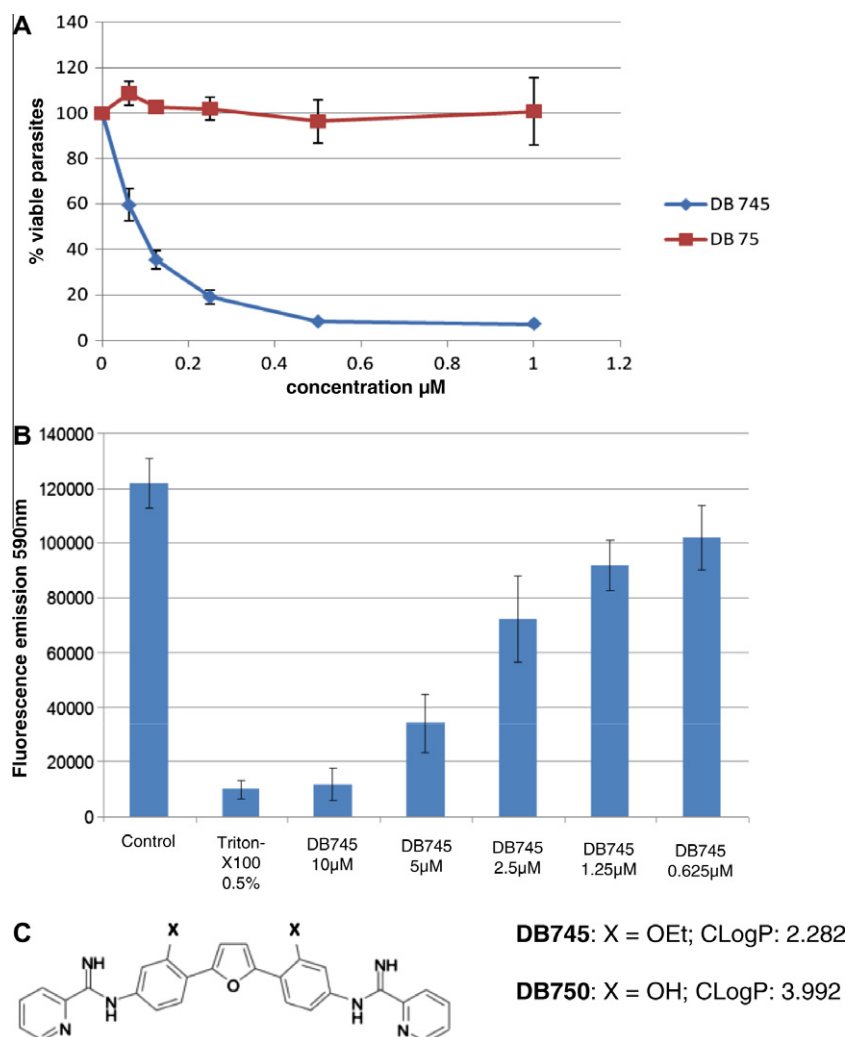 A
140
120
100
80
60
40
20
0
% viable parasites
0 0.2 0.4 0.6 0.8 1 1.2
concentration µM
DB 745
DB 75
B
140000
120000
100000
80000
60000
40000
20000
0
Fluorescence emission 590nm
Control
Triton-
X100
0.5%
DB745
10µM
DB745
5µM
DB745
2.5µM
DB745
1.25µM
DB745
0.625µM
C
X X
NH NH
N N
H H
O
N N
DB745: X = OEt; CLogP: 2.282
DB750: X = OH; CLogP: 3.992